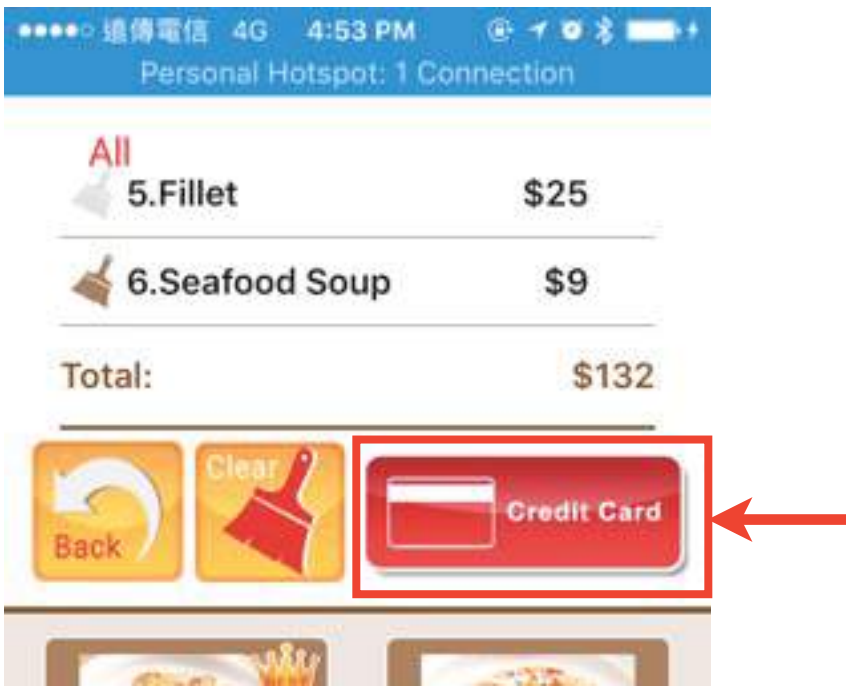 遠傳電信 4G 4:53 PM
Personal Hotspot: 1 Connection
All
5.Fillet $25
6.Seafood Soup $9
Total: $132
Clear
Back
Credit Card